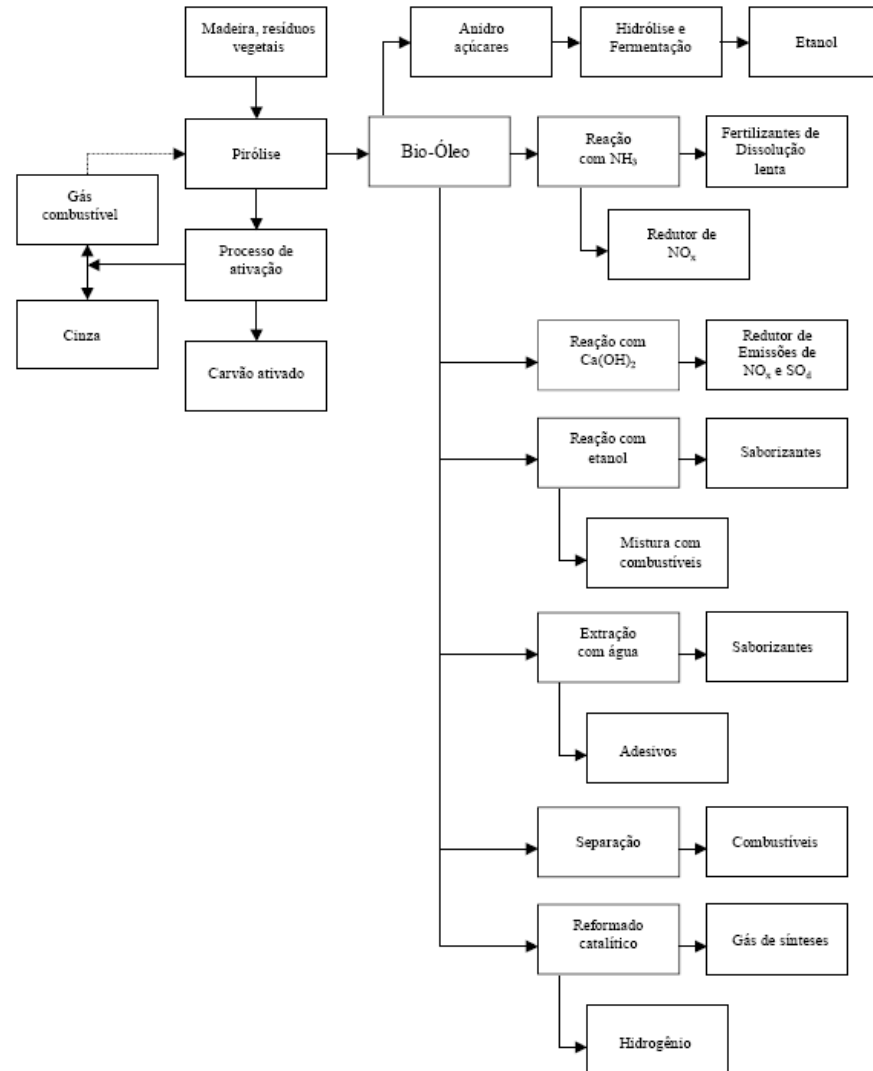 Madeira, resíduos
vegetais
Anidro
açúcares
Hidrólise e
Fermentação
Etanol
Pirólise
Bio-Óleo
Reação
com NH₃
Fertilizantes de
Dissolução
lenta
Gás
combustível
Processo de
ativação
Redutor de
NOₓ
Cinza
Carvão ativado
Reação com
Ca(OH)₂
Redutor de
Emissões de
NOₓ e SO_d
Reação com
etanol
Saborizantes
Mistura com
combustíveis
Extração
com água
Saborizantes
Adesivos
Separação
Combustíveis
Reformado
catalítico
Gás de sínteses
Hidrogênio